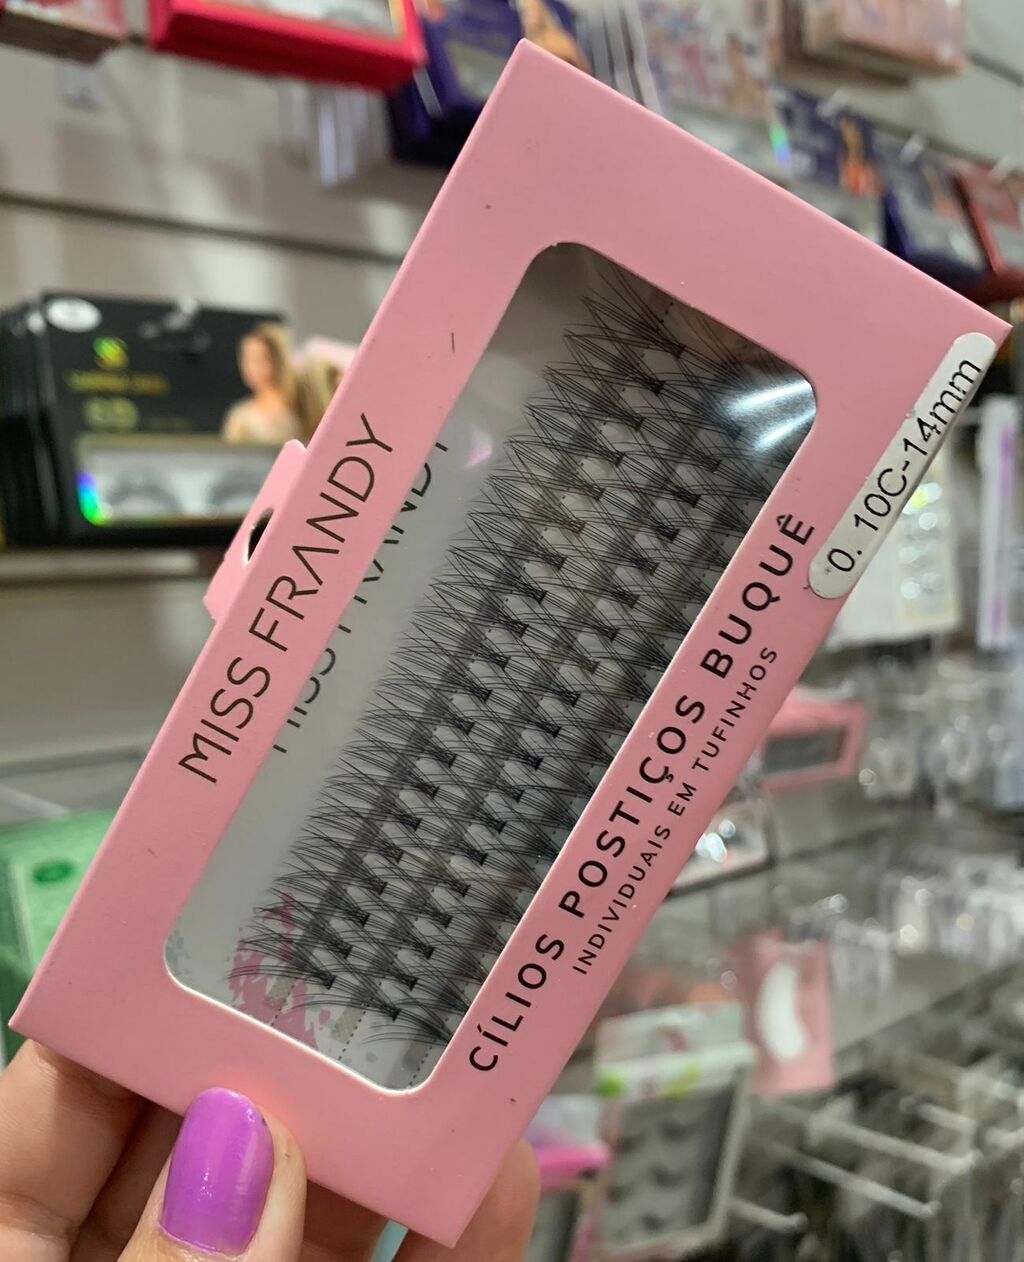 MISS FRANDY
CÍLIOS POSTIÇOS BUQUÊ
INDIVIDUAIS EM TUFINHOS
0. 10C-14mm